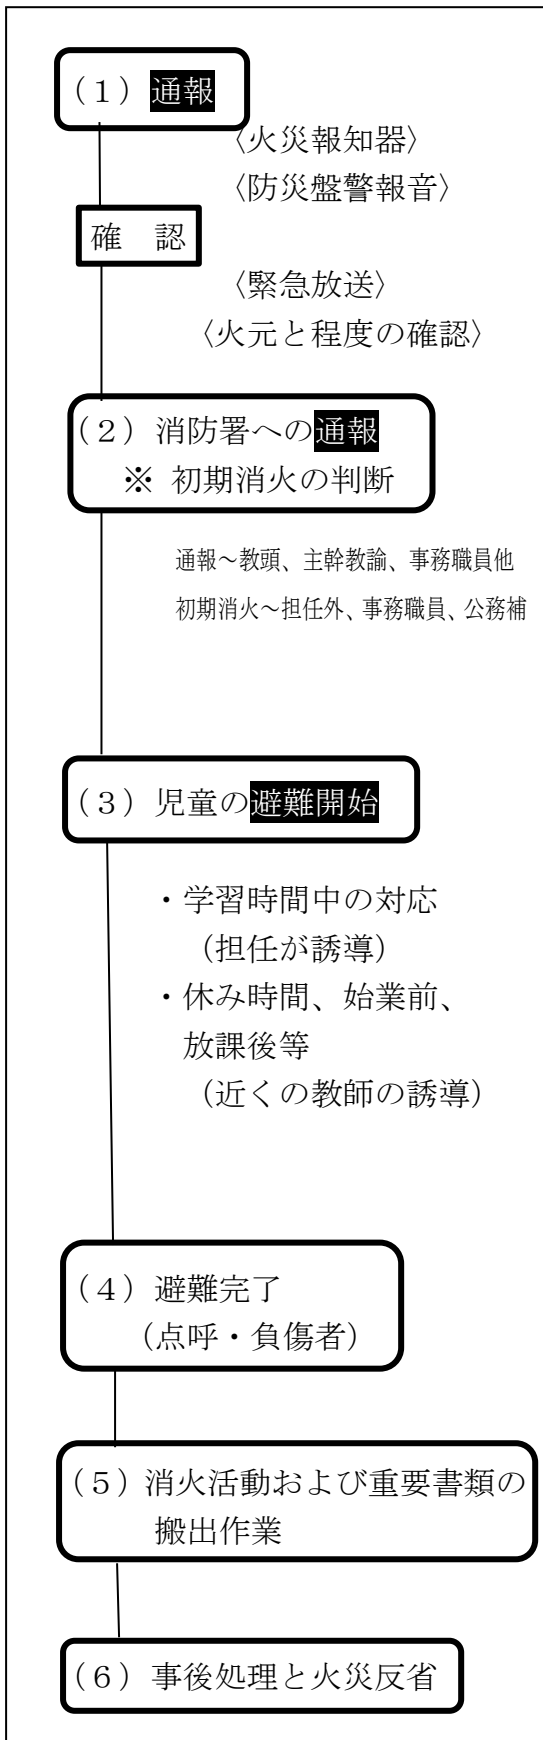 （１）通報
〈火災報知器〉
〈防災盤警報音〉
確　認
〈緊急放送〉
〈火元と程度の確認〉
（２）消防署への通報
※ 初期消火の判断
通報～教頭、主幹教諭、事務職員他
初期消火～担任外、事務職員、公務補
（３）児童の避難開始
・学習時間中の対応
（担任が誘導）
・休み時間、始業前、
放課後等
（近くの教師の誘導）
（４）避難完了
（点呼・負傷者）
（５）消火活動および重要書類の
搬出作業
（６）事後処理と火災反省